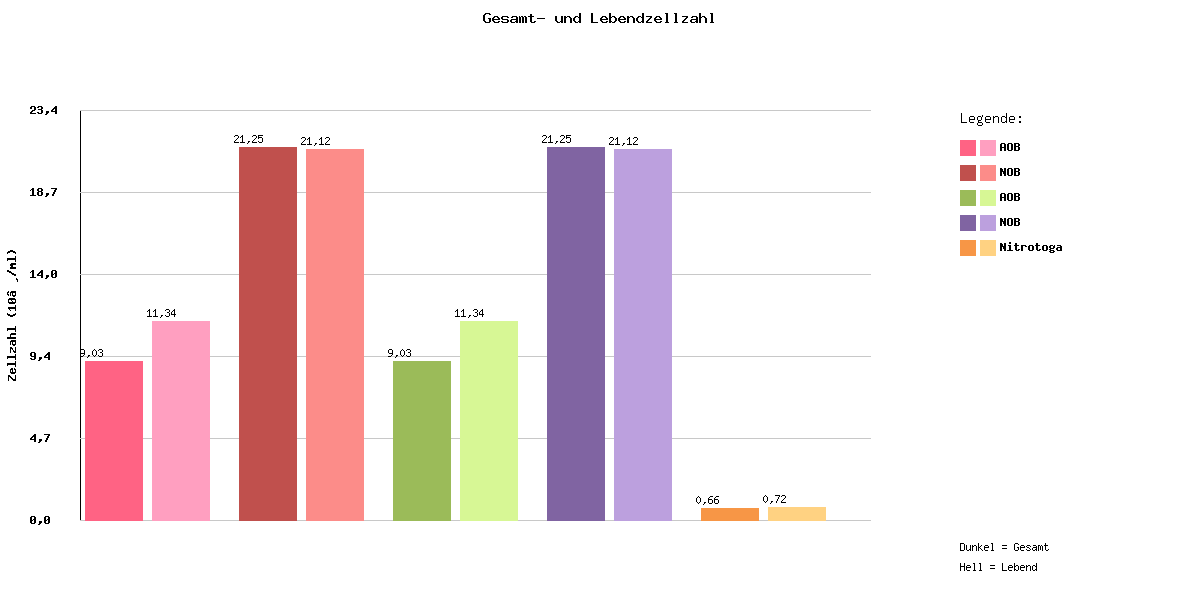 Gesamt- und Lebendzellzahl
23,4
18,7
14,0
9,4
4,7
0,0
Zellzahl (10â ¸/ml)
9,03
11,34
21,25
21,12
9,03
11,34
21,25
21,12
0,66
0,72
Legende:
AOB
NOB
AOB
NOB
Nitrotoga
Dunkel = Gesamt
Hell = Lebend